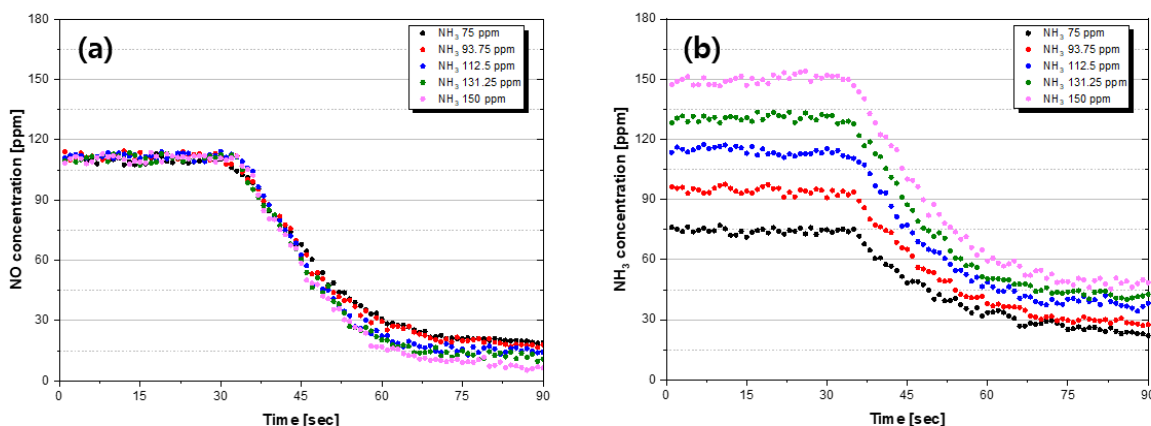 (a)
NH3 75 ppm
NH3 93.75 ppm
NH3 112.5 ppm
NH3 131.25 ppm
NH3 150 ppm
NO concentration [ppm]
180
150
120
90
60
30
0
0 15 30 45 60 75 90
Time [sec]
(b)
NH3 75 ppm
NH3 93.75 ppm
NH3 112.5 ppm
NH3 131.25 ppm
NH3 150 ppm
NH3 concentration [ppm]
180
150
120
90
60
30
0
0 15 30 45 60 75 90
Time [sec]